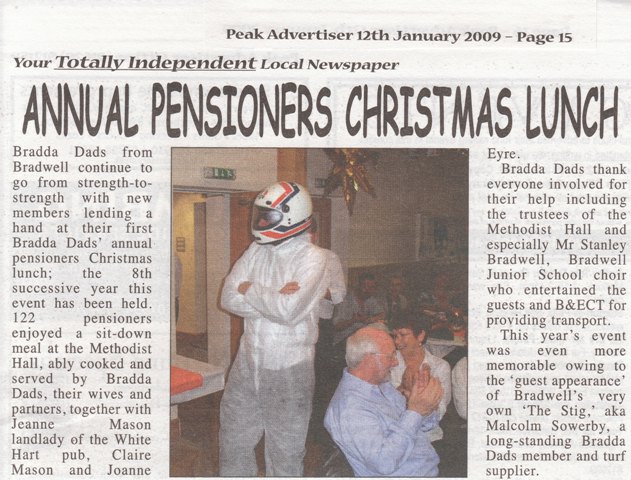 Peak Advertiser 12th January 2009 – Page 15
Your Totally Independent Local Newspaper
ANNUAL PENSIONERS CHRISTMAS LUNCH
Bradda Dads from
Bradwell continue to
go from strength-to-
strength with new
members lending a
hand at their first
Bradda Dads' annual
pensioners Christmas
lunch; the 8th
successive year this
event has been held.
122 pensioners
enjoyed a sit-down
meal at the Methodist
Hall, ably cooked and
served by Bradda
Dads, their wives and
partners, together with
Jeanne Mason
landlady of the White
Hart pub, Claire
Mason and Joanne
Eyre.
Bradda Dads thank
everyone involved for
their help including
the trustees of the
Methodist Hall and
especially Mr Stanley
Bradwell, Bradwell
Junior School choir
who entertained the
guests and B&ECT for
providing transport.
This year's event
was even more
memorable owing to
the 'guest appearance'
of Bradwell's very
own 'The Stig,' aka
Malcolm Sowerby, a
long-standing Bradda
Dads member and turf
supplier.